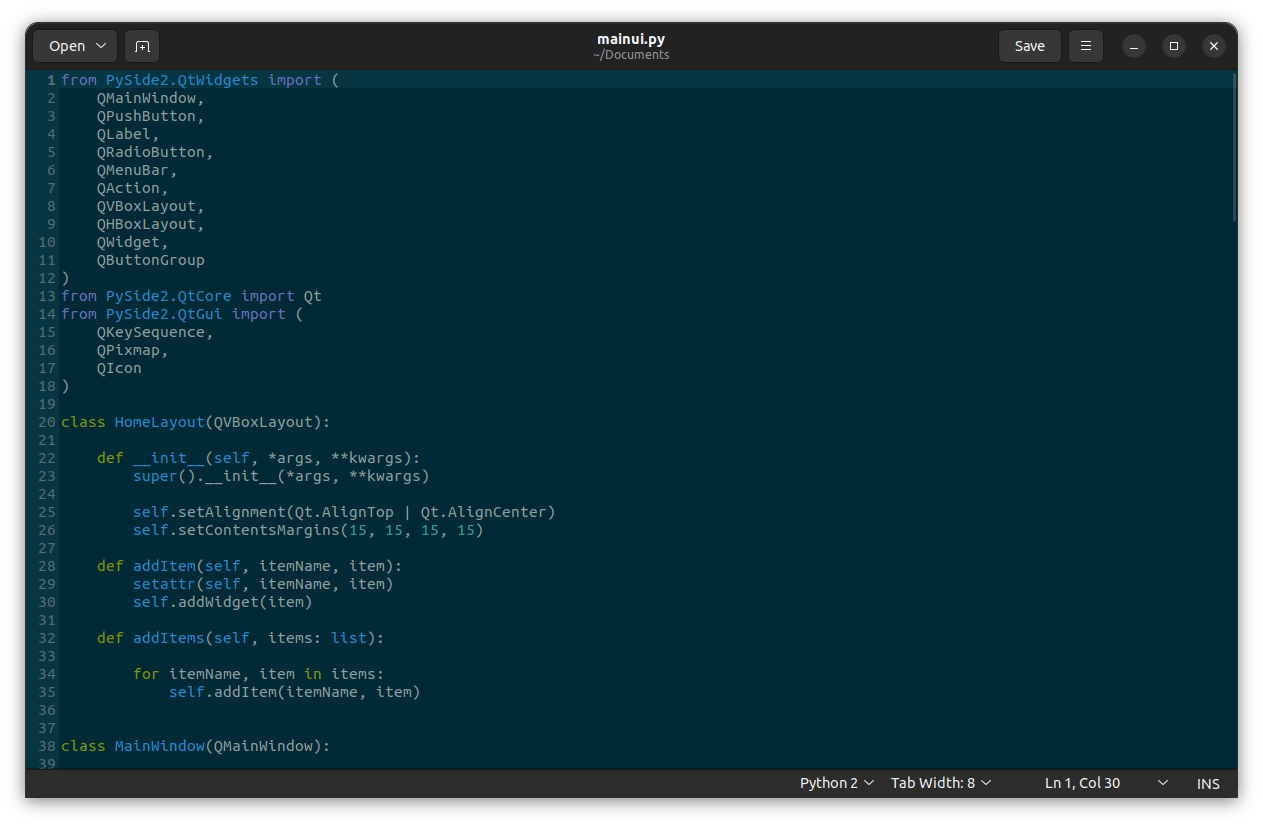 Open
mainui.py
~/Documents
Save
1 from PySide2.QtWidgets import (
2     QMainWindow,
3     QPushButton,
4     QLabel,
5     QRadioButton,
6     QMenuBar,
7     QAction,
8     QVBoxLayout,
9     QHBoxLayout,
10     QWidget,
11     QButtonGroup
12 )
13 from PySide2.QtCore import Qt
14 from PySide2.QtGui import (
15     QKeySequence,
16     QPixmap,
17     QIcon
18 )
19
20 class HomeLayout(QVBoxLayout):
21
22     def __init__(self, *args, **kwargs):
23         super().__init__(*args, **kwargs)
24
25         self.setAlignment(Qt.AlignTop | Qt.AlignCenter)
26         self.setContentsMargins(15, 15, 15, 15)
27
28     def addItem(self, itemName, item):
29         setattr(self, itemName, item)
30         self.addWidget(item)
31
32     def addItems(self, items: list):
33
34         for itemName, item in items:
35             self.addItem(itemName, item)
36
37
38 class MainWindow(QMainWindow):
39
Python 2 Tab Width: 8 Ln 1, Col 30 INS